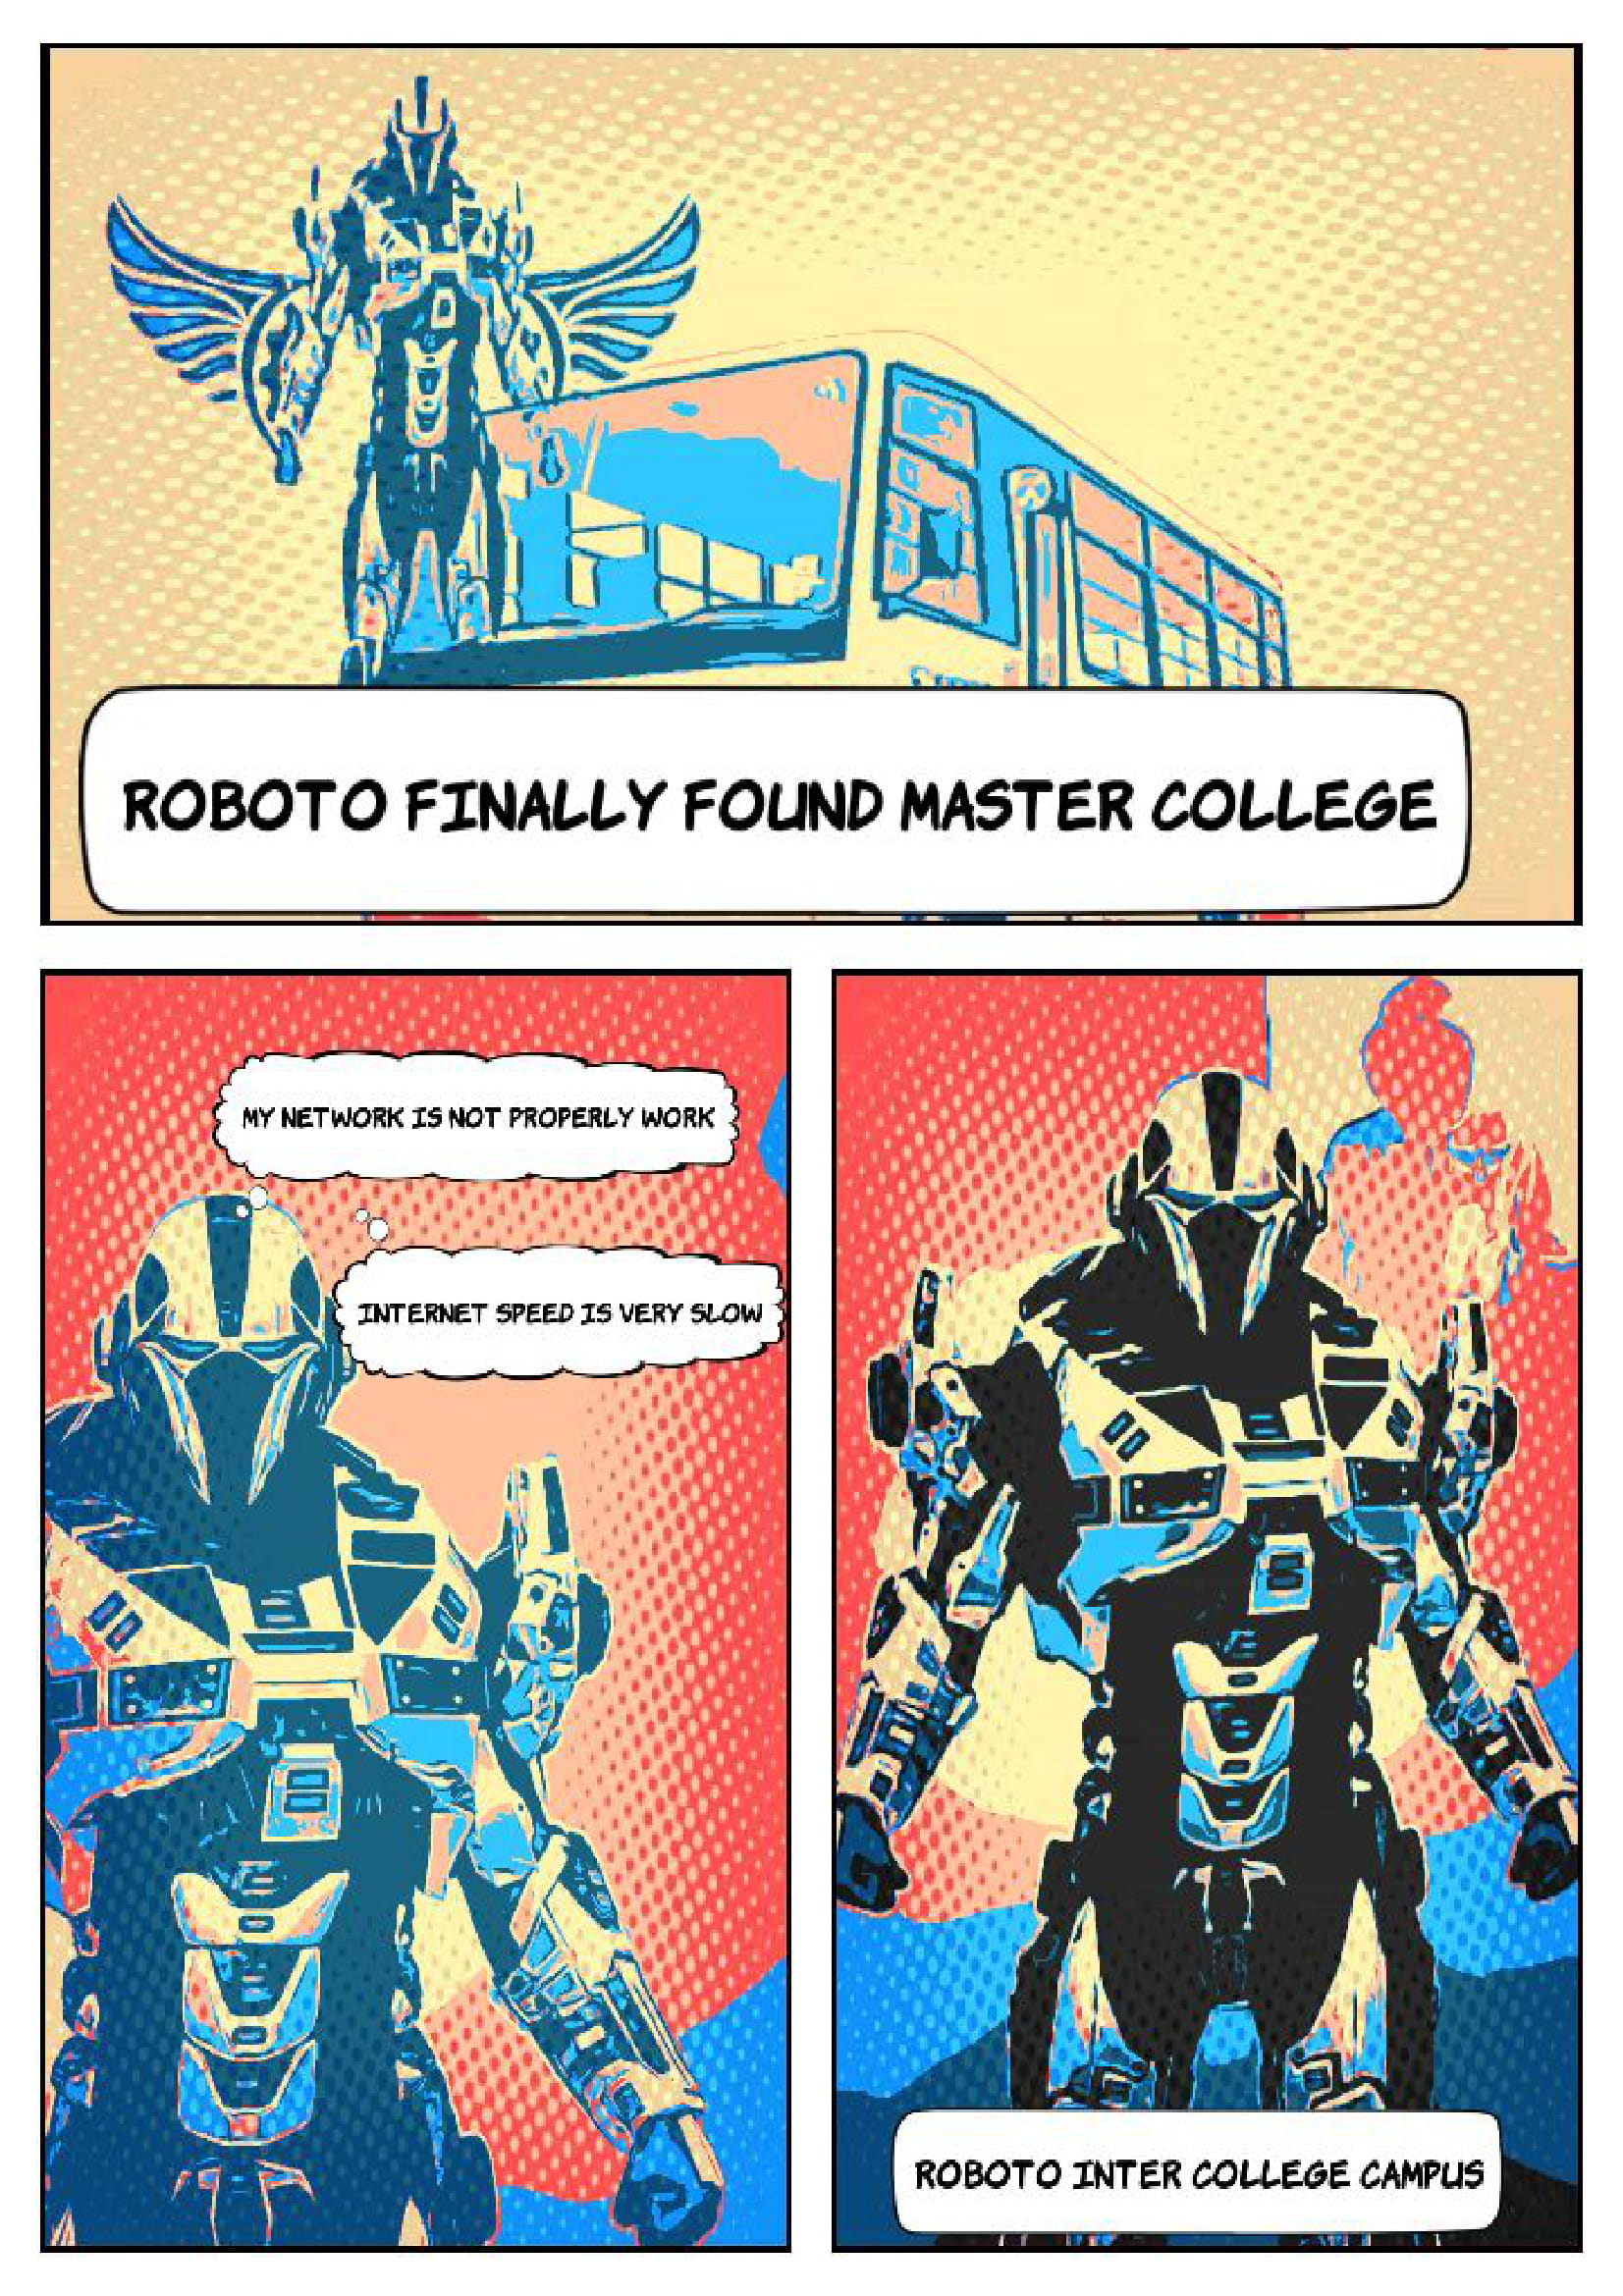 ROBOTO FINALLY FOUND MASTER COLLEGE
MY NETWORK IS NOT PROPERLY WORK
INTERNET SPEED IS VERY SLOW
ROBOTO INTER COLLEGE CAMPUS